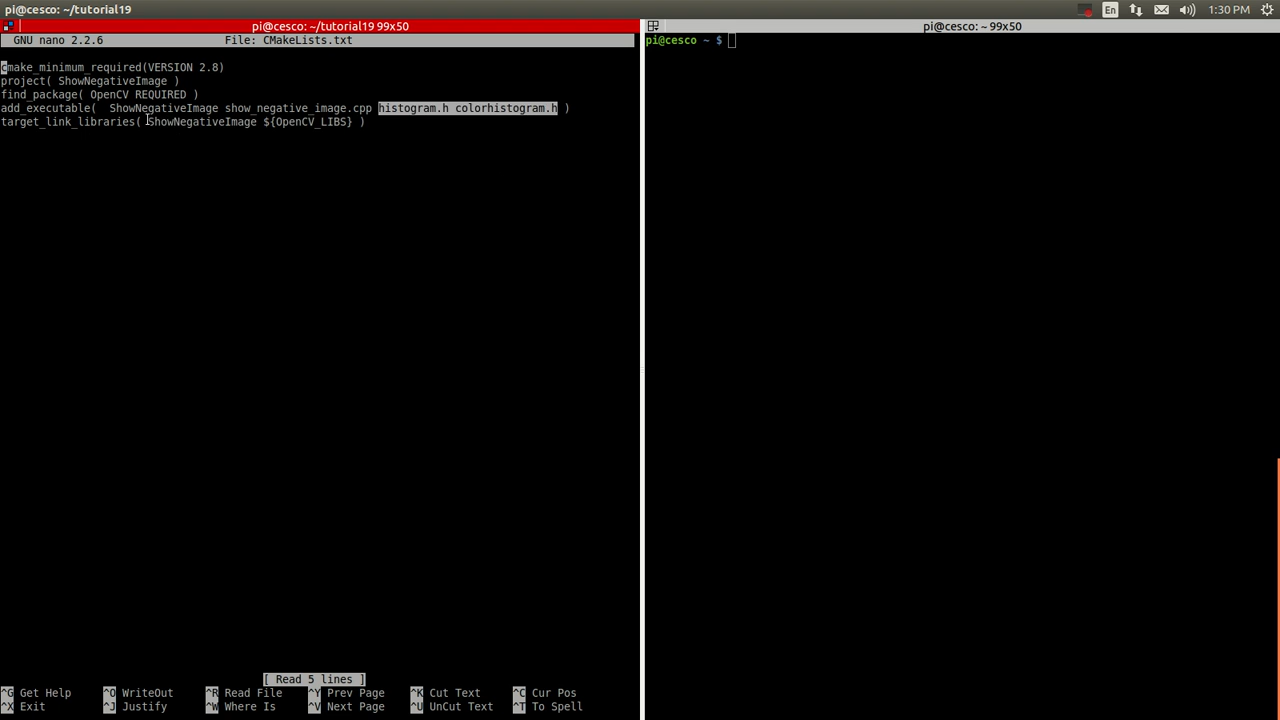 pi@cesco: ~/tutorial19
En
1:30 PM
pi@cesco: ~/tutorial19 99x50
GNU nano 2.2.6 File: CMakeLists.txt
cmake_minimum_required(VERSION 2.8)
project( ShowNegativeImage )
find_package( OpenCV REQUIRED )
add_executable(  ShowNegativeImage show_negative_image.cpp histogram.h colorhistogram.h )
target_link_libraries( ShowNegativeImage ${OpenCV_LIBS} )
[ Read 5 lines ]
^G Get Help ^O WriteOut ^R Read File ^Y Prev Page ^K Cut Text ^C Cur Pos
^X Exit ^J Justify ^W Where Is ^V Next Page ^U UnCut Text ^T To Spell
pi@cesco: ~ 99x50
pi@cesco ~ $